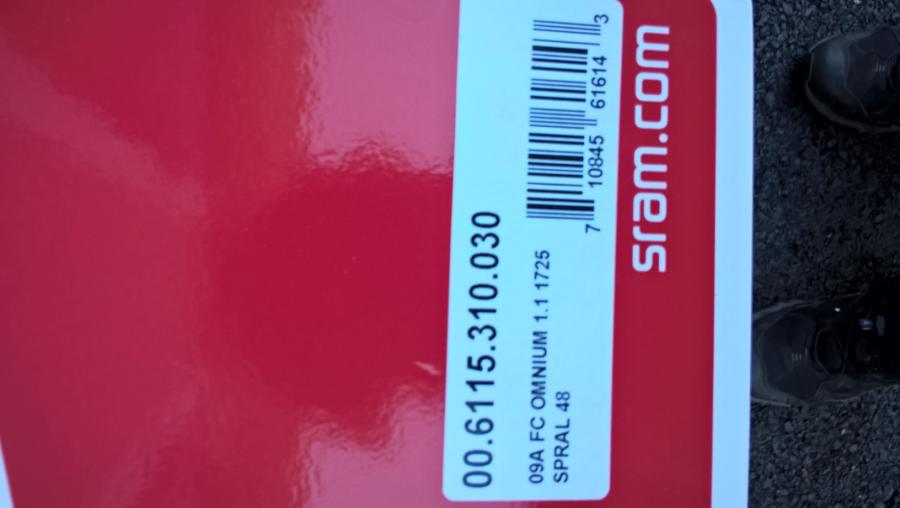 00.6115.310.030
09A FC OMNIUM 1.1 1725
SPRAL 48
7 10845 61614 3
sram.com